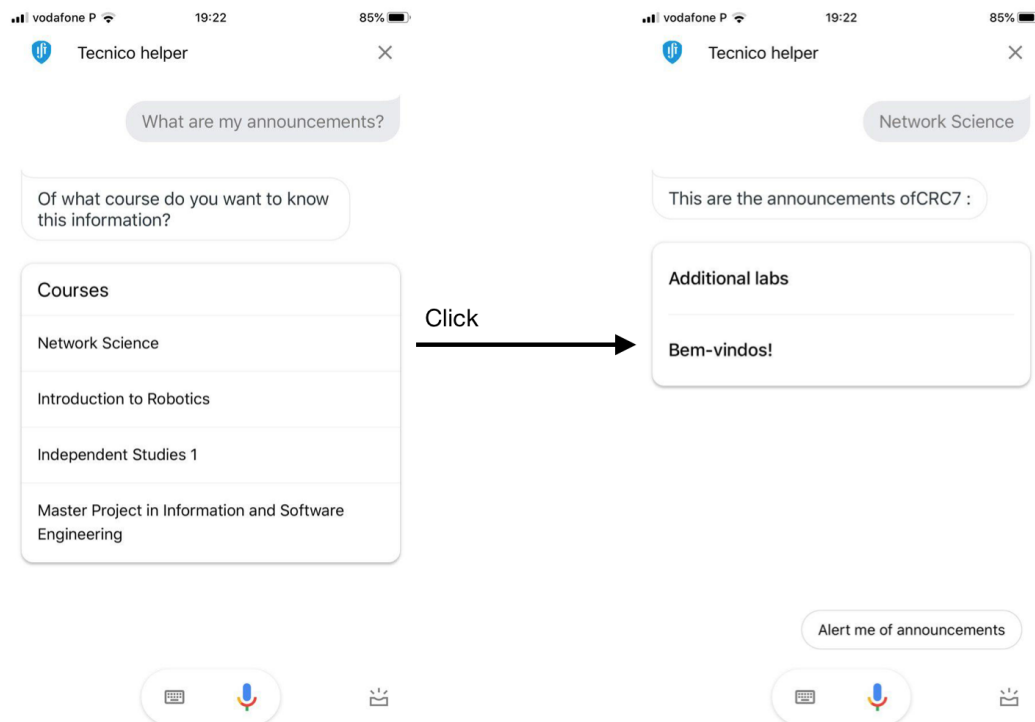 vodafone P 19:22 85%
Tecnico helper
What are my announcements?
Of what course do you want to know
this information?
Courses
Network Science
Introduction to Robotics
Independent Studies 1
Master Project in Information and Software
Engineering
Click
vodafone P 19:22 85%
Tecnico helper
Network Science
This are the announcements ofCRC7 :
Additional labs
Bem-vindos!
Alert me of announcements